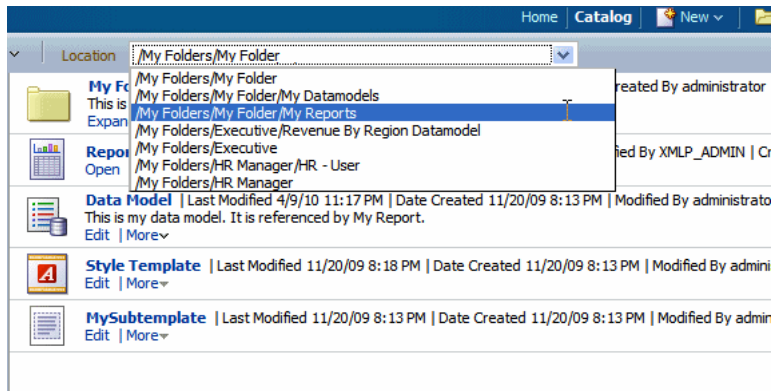 Home Catalog New
Location /My Folders/My Folder
/My Folders/My Folder
/My Folders/My Folder/My Datamodels
/My Folders/My Folder/My Reports
/My Folders/Executive/Revenue By Region Datamodel
/My Folders/Executive
/My Folders/HR Manager/HR - User
/My Folders/HR Manager
My Fo reated By administrator
This is
Expan
Repor ied By XMLP_ADMIN | Cr
Open
Data Model | Last Modified 4/9/10 11:17 PM | Date Created 11/20/09 8:13 PM | Modified By administrato
This is my data model. It is referenced by My Report.
Edit | More
Style Template | Last Modified 11/20/09 8:18 PM | Date Created 11/20/09 8:13 PM | Modified By admini
Edit | More
MySubtemplate | Last Modified 11/20/09 8:13 PM | Date Created 11/20/09 8:13 PM | Modified By admin
Edit | More